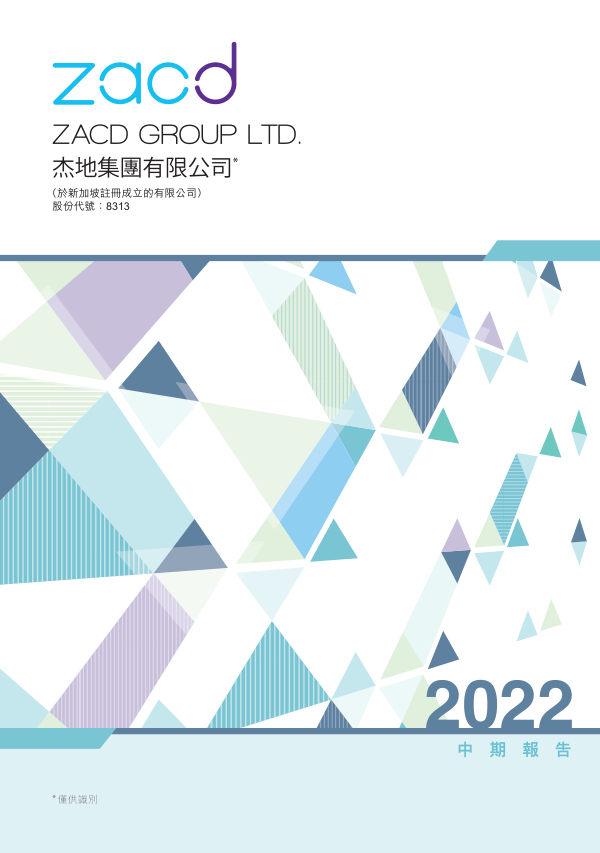 zacd
ZACD GROUP LTD.
杰地集團有限公司*
（於新加坡註冊成立的有限公司）
股份代號：8313
2022
中期報告
*僅供識別